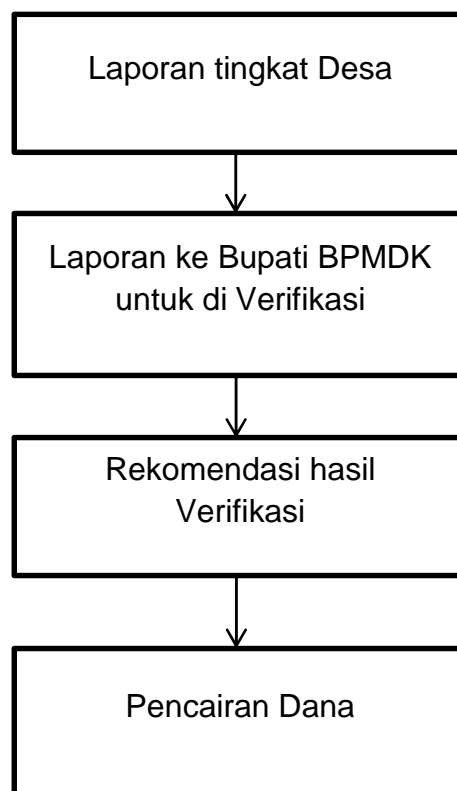 Laporan tingkat Desa
Laporan ke Bupati BPMDK
untuk di Verifikasi
Rekomendasi hasil
Verifikasi
Pencairan Dana